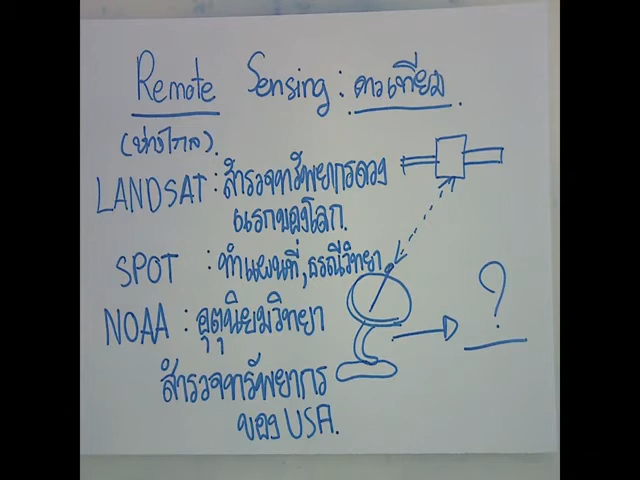 Remote Sensing : ดาวเทียม.
(ห่างไกล).
LANDSAT : สำรวจทรัพยากรดวง
แรกของโลก.
SPOT : ทำแผนที่, ธรณีวิทยา
NOAA : อุตุนิยมวิทยา
สำรวจทรัพยากร
ของ USA.
?